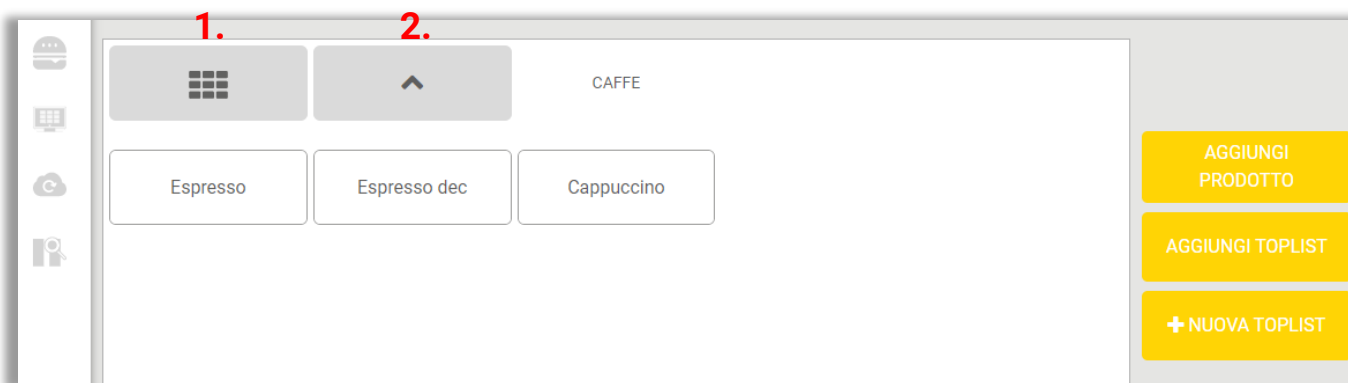 1.
2.
CAFFE
Espresso
Espresso dec
Cappuccino
AGGIUNGI
PRODOTTO
AGGIUNGI TOPLIST
+ NUOVA TOPLIST